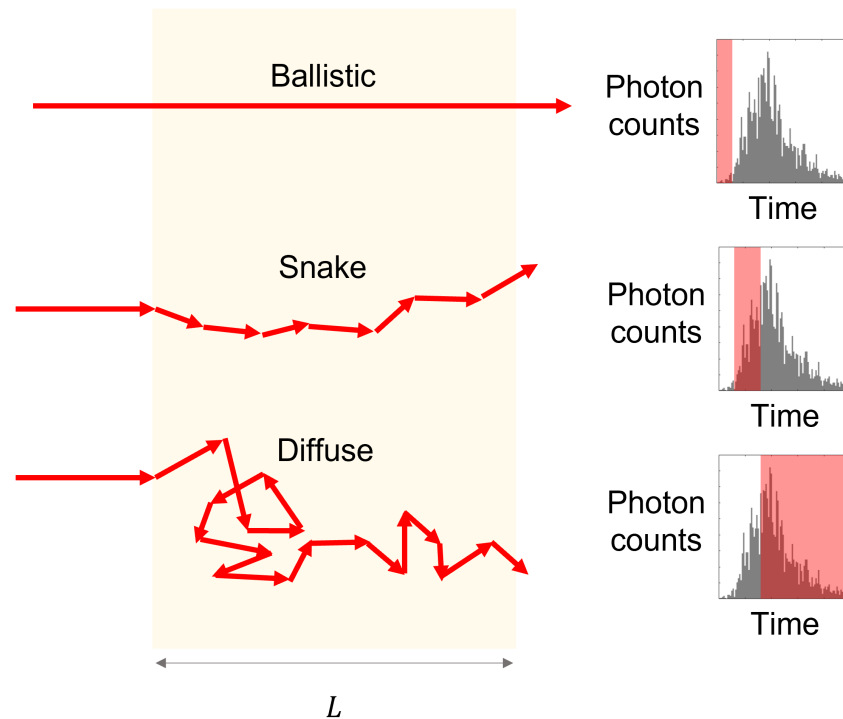 Ballistic
Photon
counts
Time
Snake
Photon
counts
Time
Diffuse
Photon
counts
Time
L